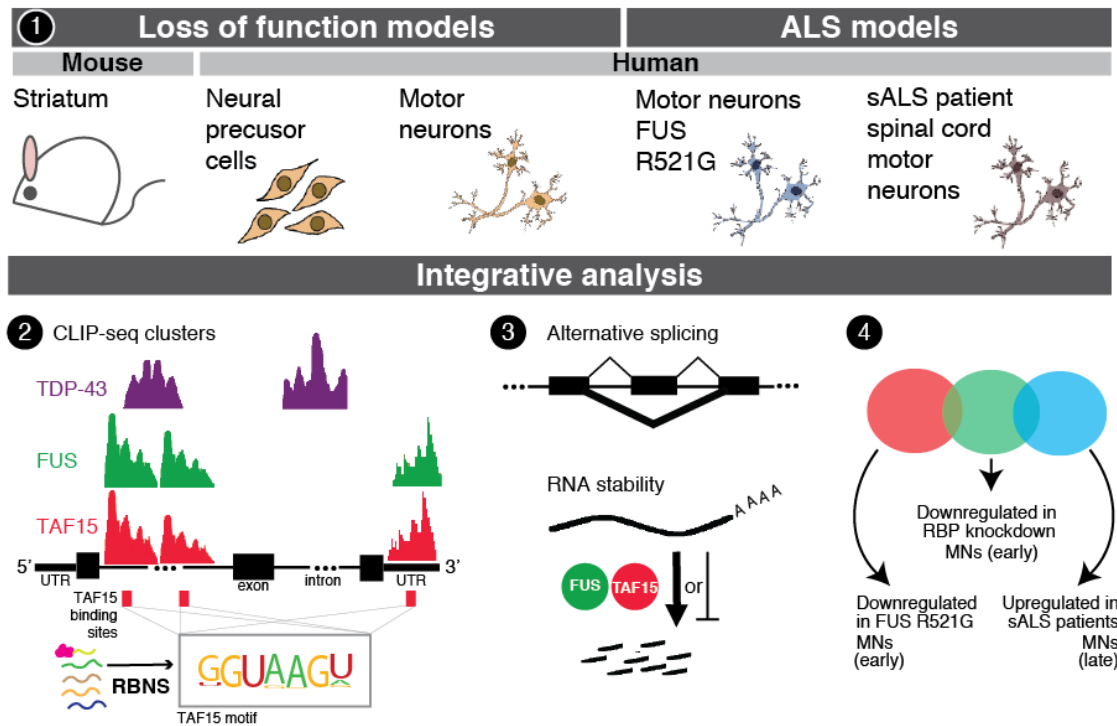 1
Loss of function models
ALS models
Mouse
Human
Striatum
Neural
precusor
cells
Motor
neurons
Motor neurons
FUS
R521G
sALS patient
spinal cord
motor
neurons
Integrative analysis
2
CLIP-seq clusters
TDP-43
FUS
TAF15
5’
3’
UTR
exon
intron
UTR
TAF15
binding
sites
RBNS
GGUAAGU
TAF15 motif
3
Alternative splicing
RNA stability
AAAA
FUS
TAF15
or
4
Downregulated in
RBP knockdown
MNs (early)
Downregulated
in FUS R521G
MNs
(early)
Upregulated in
sALS patients
MNs
(late)